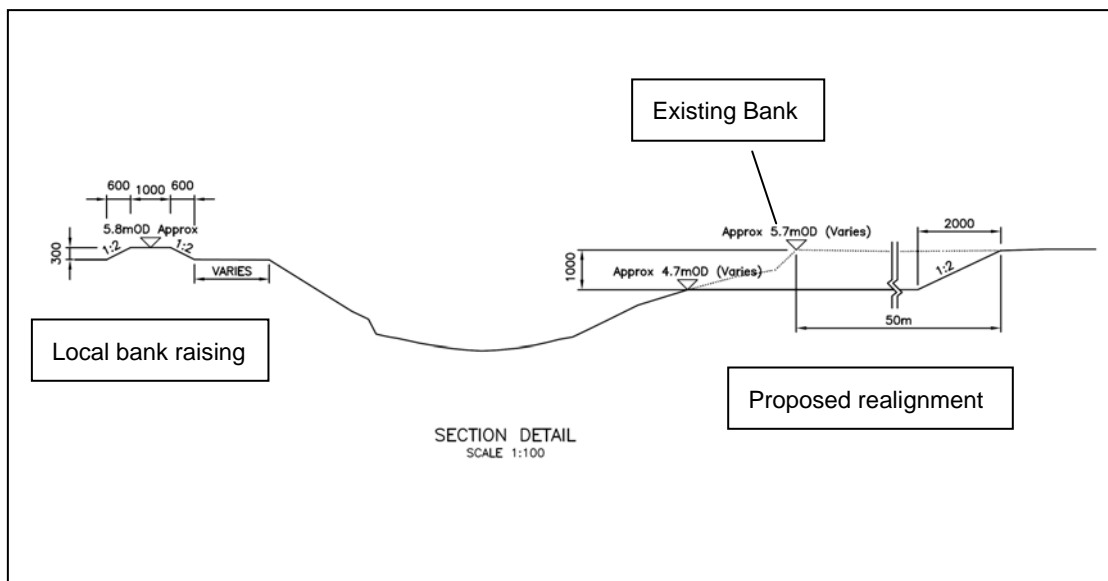 Existing Bank
600 1000 600
5.8mOD Approx
1:2 1:2
300
VARIES
Approx 5.7mOD (Varies)
2000
1000
Approx 4.7mOD (Varies)
1:2
50m
Local bank raising
Proposed realignment
SECTION DETAIL
SCALE 1:100